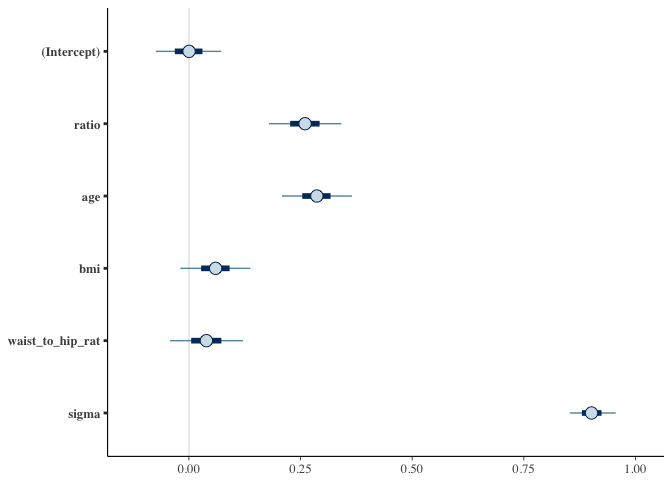 (Intercept)
ratio
age
bmi
waist_to_hip_rat
sigma
0.00 0.25 0.50 0.75 1.00